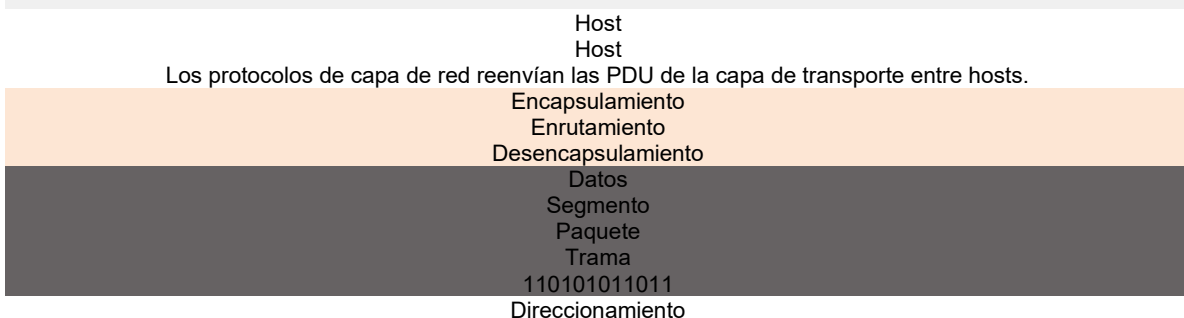 Host
Host
Los protocolos de capa de red reenvían las PDU de la capa de transporte entre hosts.
Encapsulamiento
Enrutamiento
Desencapsulamiento
Datos
Segmento
Paquete
Trama
110101011011
Direccionamiento